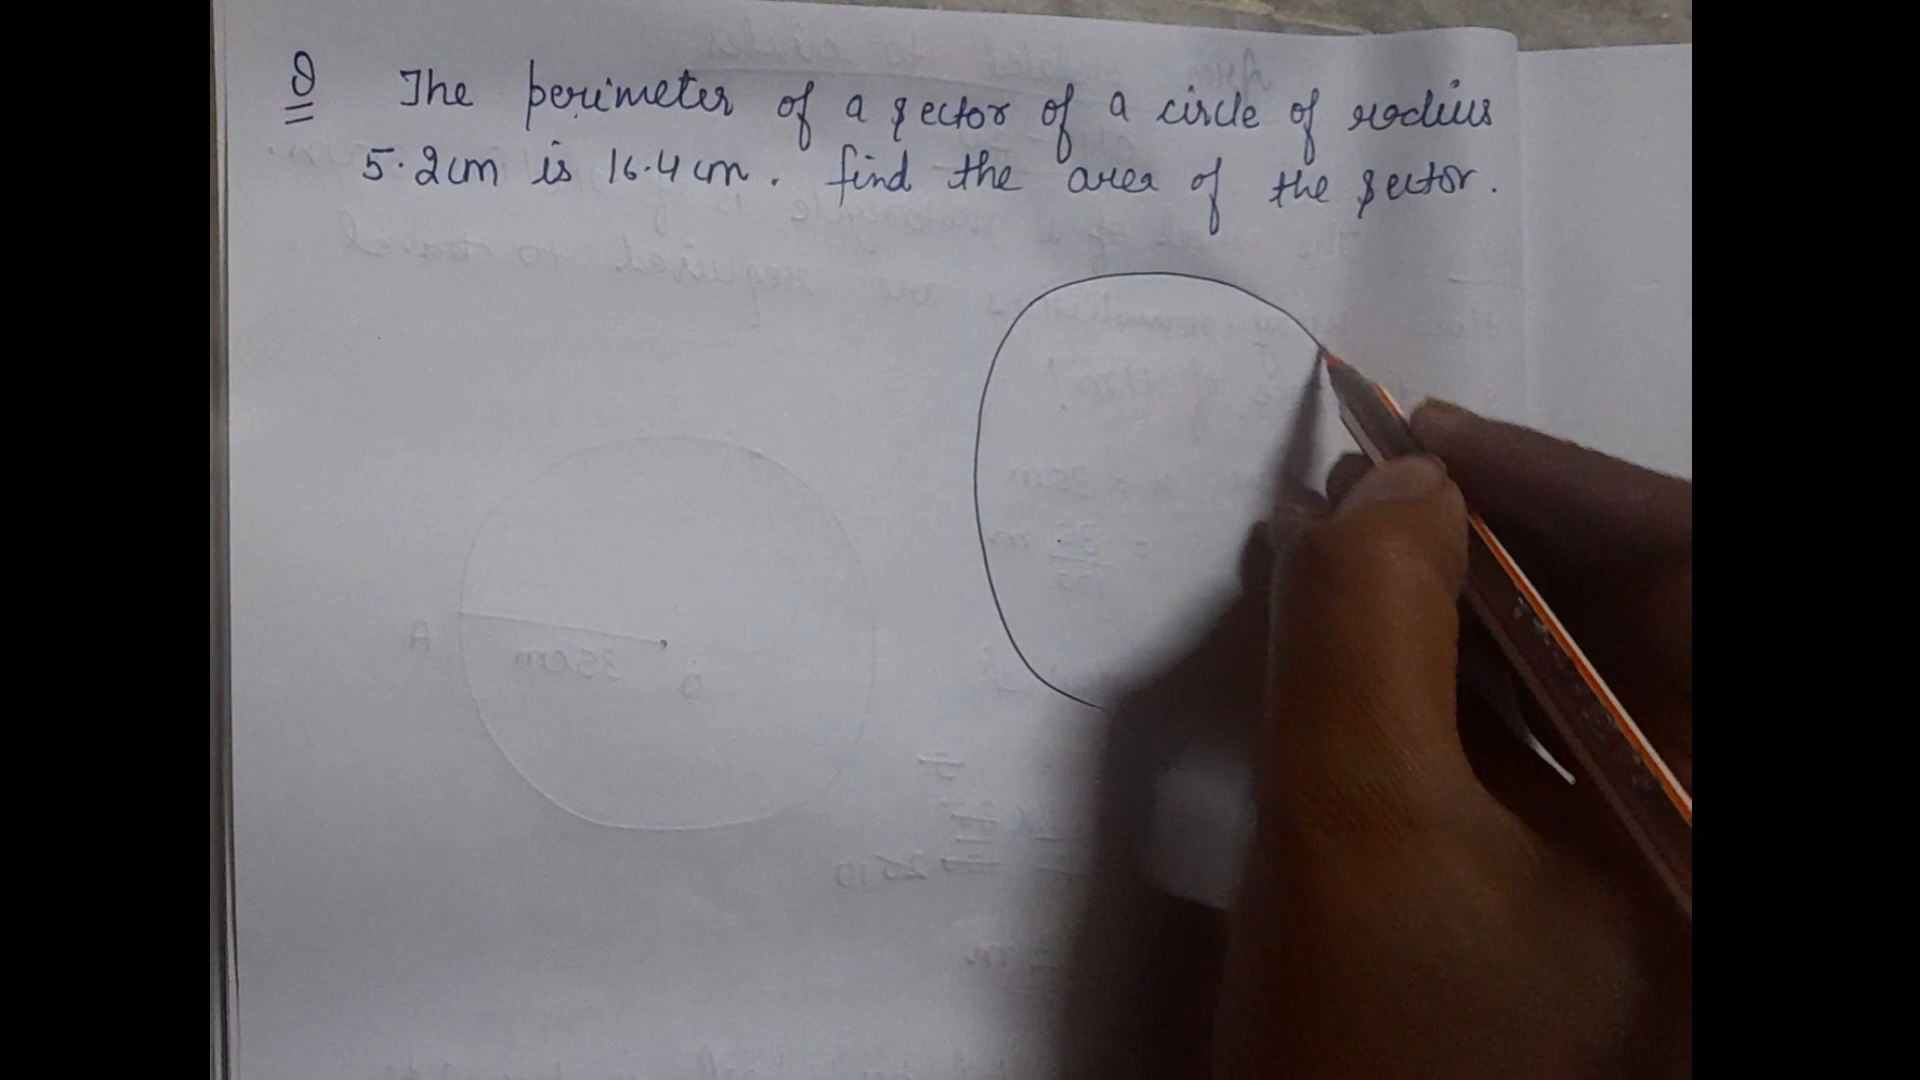 Q The perimeter of a sector of a circle of radius
5.2cm is 16.4cm. find the area of the sector.